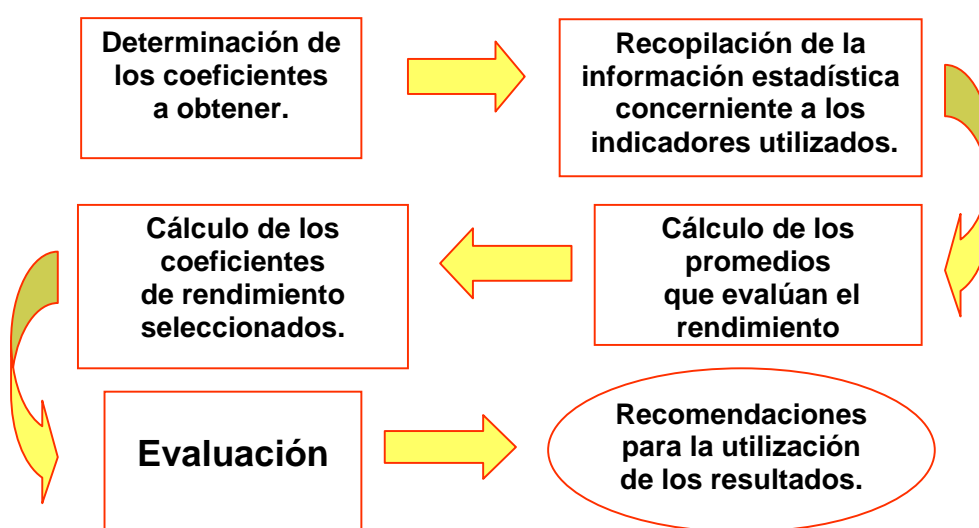 Determinación de
los coeficientes
a obtener.
Recopilación de la
información estadística
concerniente a los
indicadores utilizados.
Cálculo de los
promedios
que evalúan el
rendimiento
Cálculo de los
coeficientes
de rendimiento
seleccionados.
Evaluación
Recomendaciones
para la utilización
de los resultados.